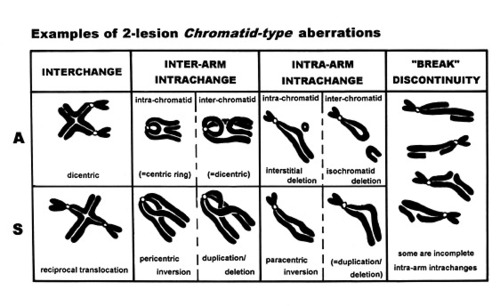 Examples of 2-lesion Chromatid-type aberrations
INTERCHANGE
INTER-ARM
INTRACHANGE
INTRA-ARM
INTRACHANGE
"BREAK"
DISCONTINUITY
A
intra-chromatid
inter-chromatid
intra-chromatid
inter-chromatid
dicentric
(=centric ring)
(=dicentric)
interstitial
deletion
isochromatid
deletion
S
reciprocal translocation
pericentric
inversion
duplication/
deletion
paracentric
inversion
(=duplication/
deletion)
some are incomplete
intra-arm intrachanges